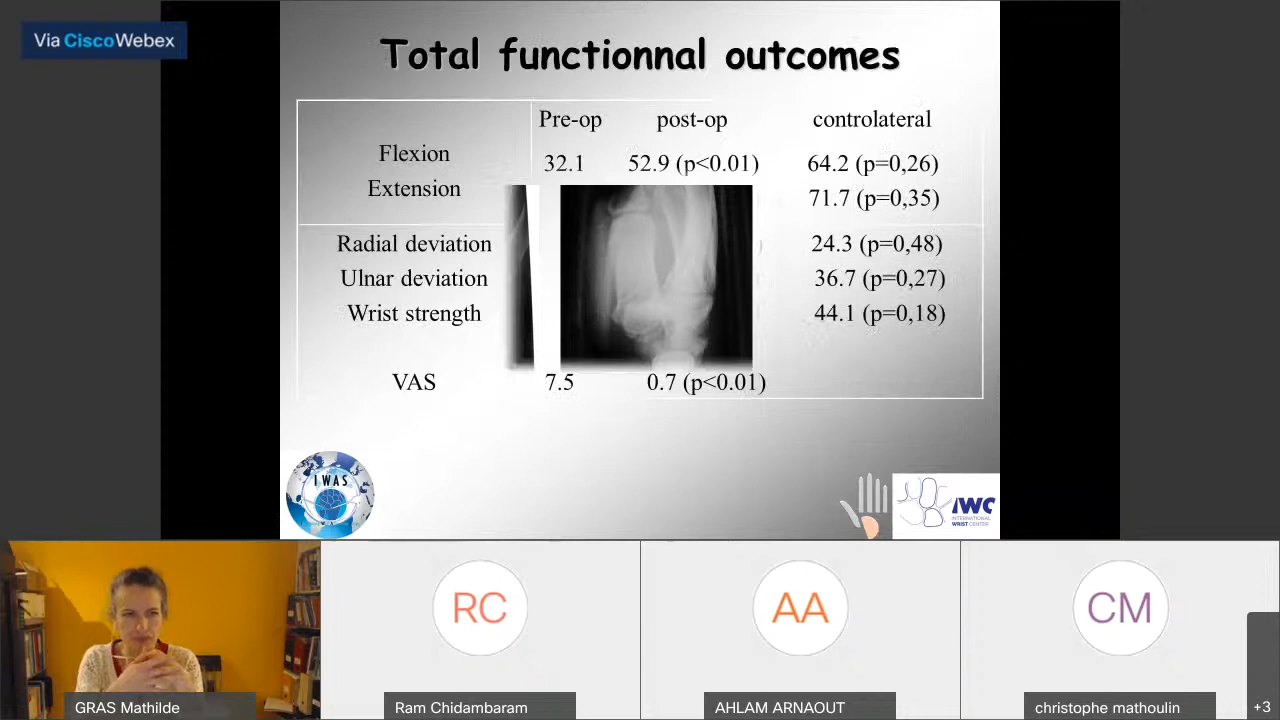 Via CiscoWebex
Total functionnal outcomes
Pre-op post-op controlateral
Flexion 32.1 52.9 (p<0.01) 64.2 (p=0,26)
Extension 71.7 (p=0,35)
Radial deviation 24.3 (p=0,48)
Ulnar deviation 36.7 (p=0,27)
Wrist strength 44.1 (p=0,18)
VAS 7.5 0.7 (p<0.01)
IWAS
IWC
INTERNATIONAL
WRIST CENTER
RC AA CM
GRAS Mathilde Ram Chidambaram AHLAM ARNAOUT christophe mathoulin +3